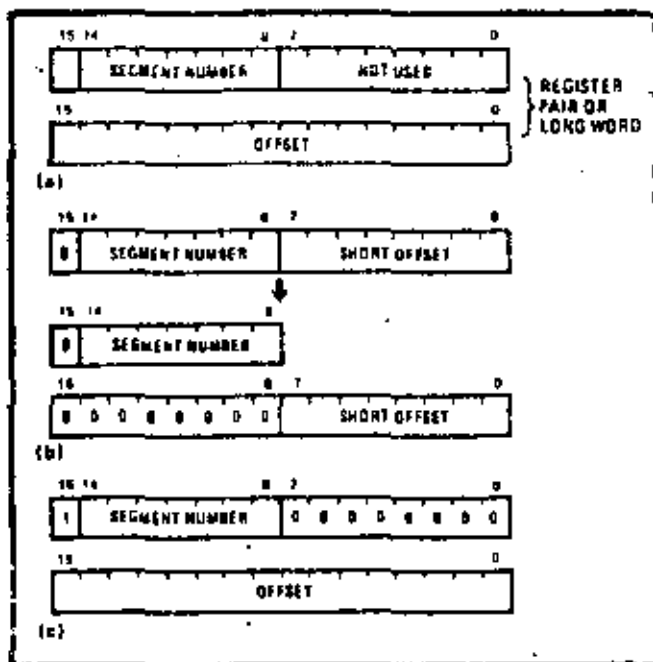 15 14 8 7 0
SEGMENT NUMBER NOT USED
REGISTER
PAIR OR
LONG WORD
15 0
OFFSET
(a)
15 14 8 7 0
0 SEGMENT NUMBER SHORT OFFSET
15 14 8
0 SEGMENT NUMBER
15 8 7 0
0 0 0 0 0 0 0 0 SHORT OFFSET
(b)
15 14 8 7 0
1 SEGMENT NUMBER 0 0 0 0 0 0 0 0
15 0
OFFSET
(c)